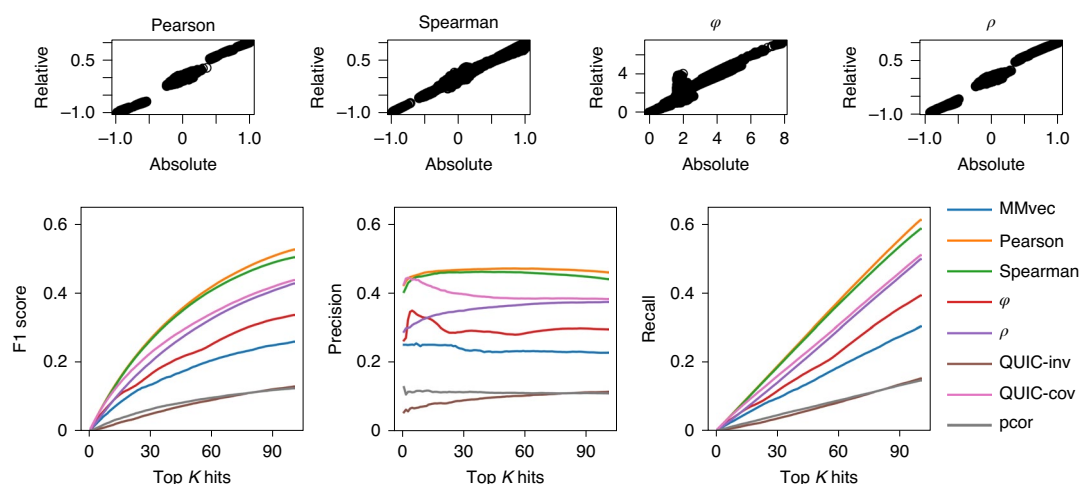 Pearson
Relative
0.5
–1.0
–1.0
0
1.0
Absolute
Spearman
Relative
0.5
–1.0
–1.0
0
1.0
Absolute
φ
Relative
4
0
0
2
4
6
8
Absolute
ρ
Relative
0.5
–1.0
–1.0
0
1.0
Absolute
F1 score
0.6
0.4
0.2
0
0
30
60
90
Top K hits
Precision
0.6
0.4
0.2
0
0
30
60
90
Top K hits
Recall
0.6
0.4
0.2
0
0
30
60
90
Top K hits
MMvec
Pearson
Spearman
φ
ρ
QUIC-inv
QUIC-cov
pcor